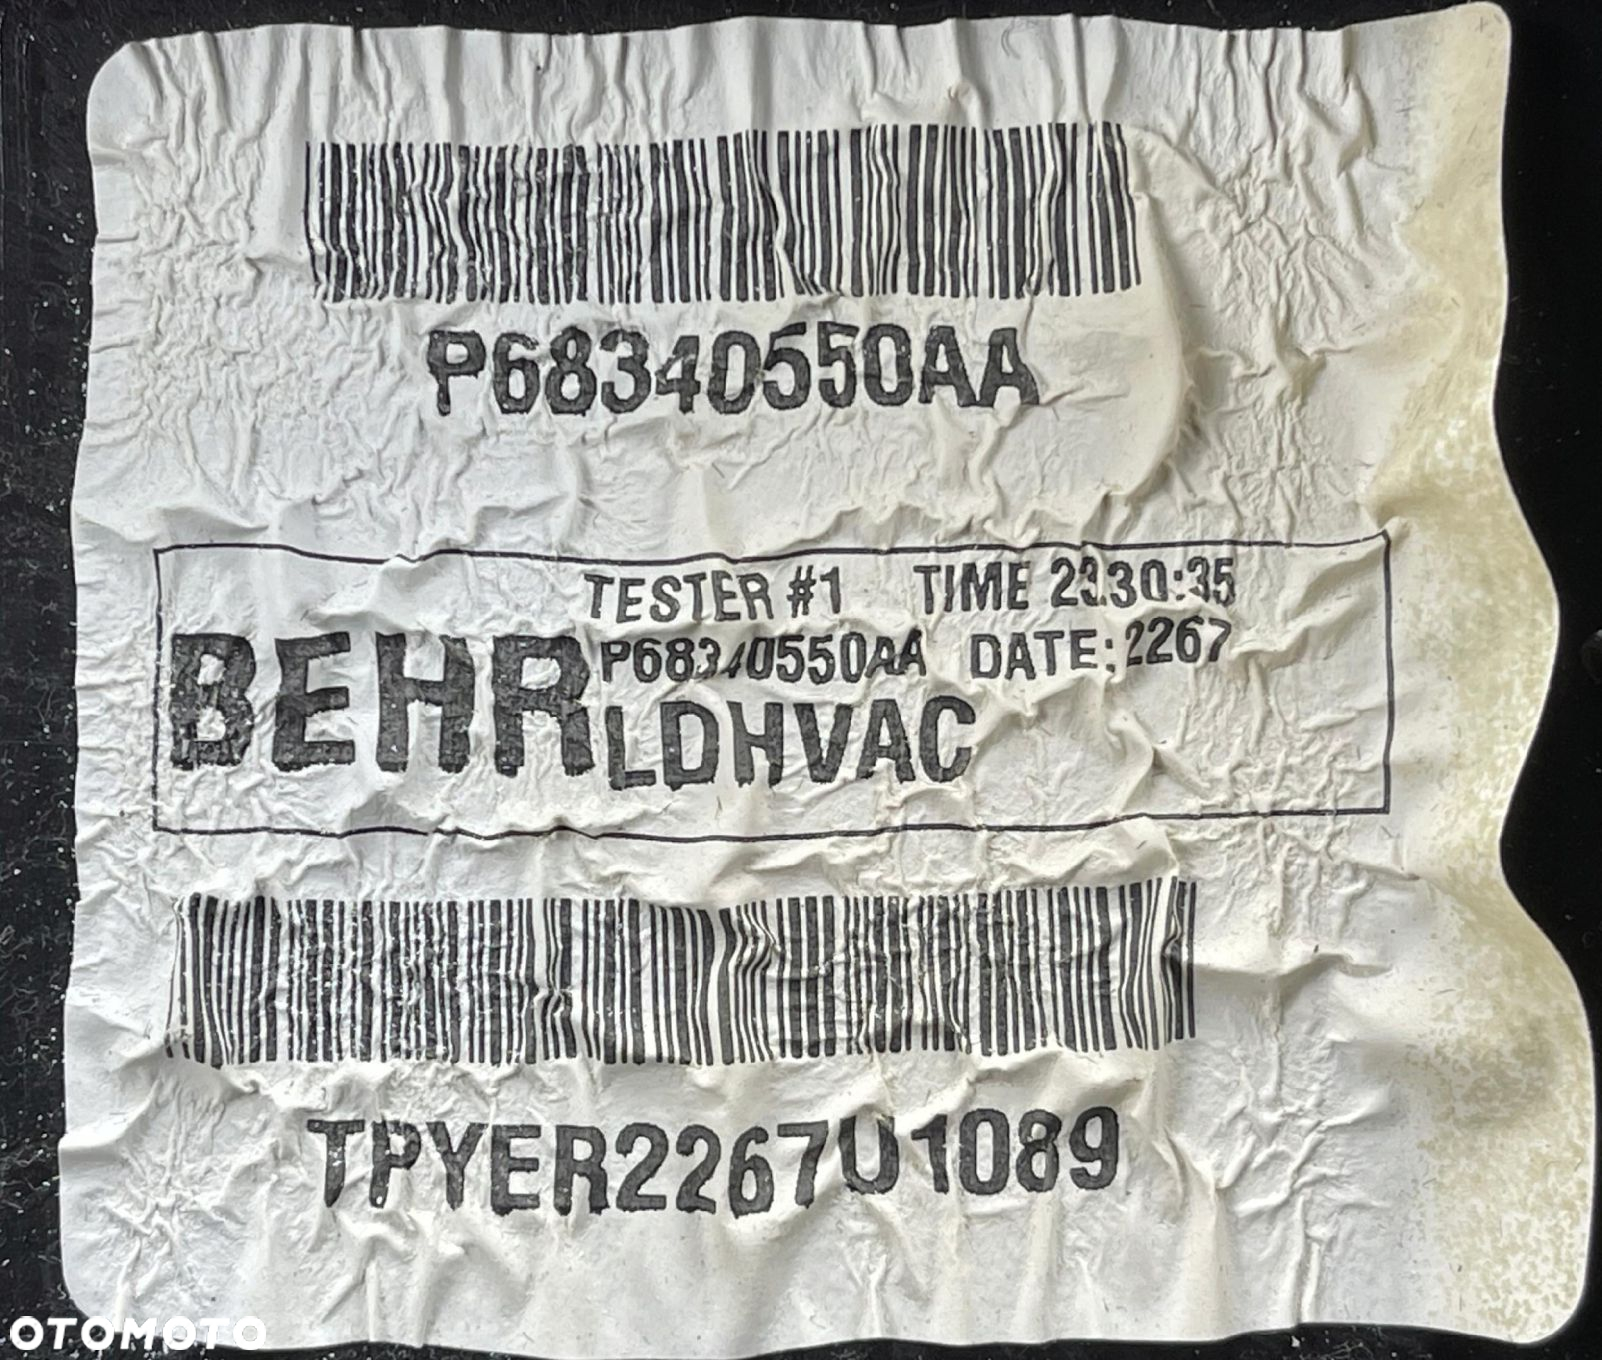 P68340550AA
TESTER #1 TIME 23:30:35
P68340550AA DATE: 2267
BEHR LDHVAC
TPYER2267U1089
OTOMOTO